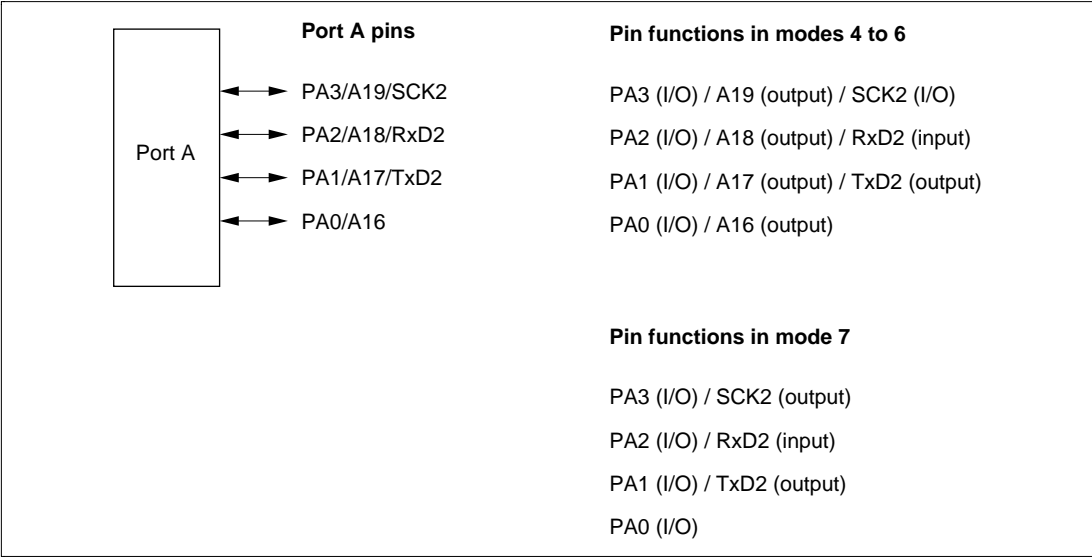 Port A
Port A pins
PA3/A19/SCK2
PA2/A18/RxD2
PA1/A17/TxD2
PA0/A16
Pin functions in modes 4 to 6
PA3 (I/O) / A19 (output) / SCK2 (I/O)
PA2 (I/O) / A18 (output) / RxD2 (input)
PA1 (I/O) / A17 (output) / TxD2 (output)
PA0 (I/O) / A16 (output)
Pin functions in mode 7
PA3 (I/O) / SCK2 (output)
PA2 (I/O) / RxD2 (input)
PA1 (I/O) / TxD2 (output)
PA0 (I/O)